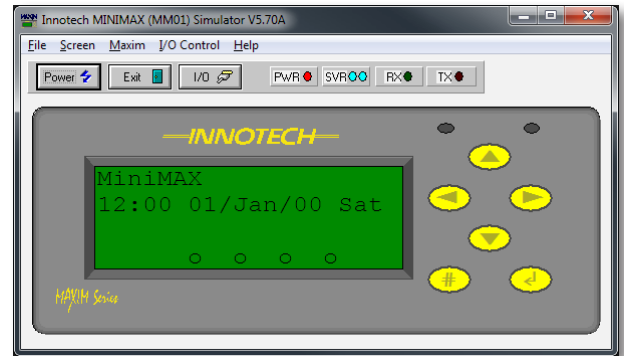 Innotech MINIMAX (MM01) Simulator V5.70A
File Screen Maxim I/O Control Help
Power Exit I/O PWR SVR RX TX
INNOTECH
MiniMAX
12:00 01/Jan/00 Sat
MAXIM Series
#